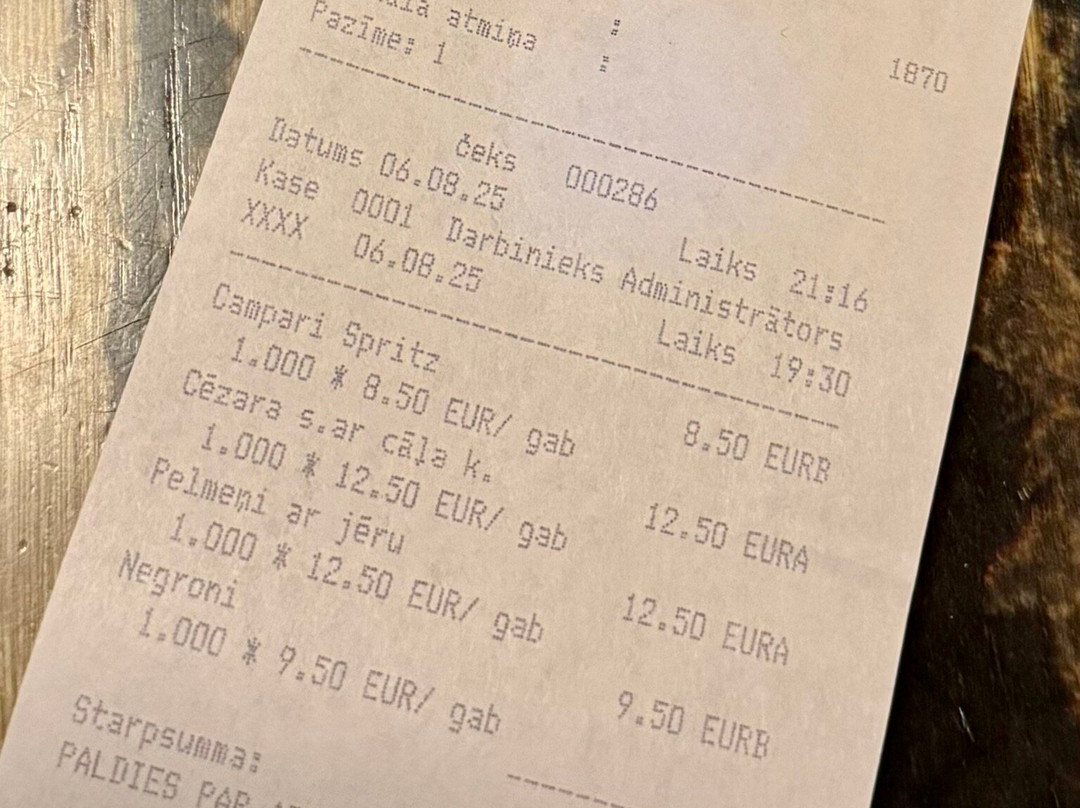 atmiņa :
Pazīme: 1 : 1870
čeks 000286
Datums 06.08.25 Laiks 21:16
Kase 0001 Darbinieks Administrātors
XXXX 06.08.25 Laiks 19:30
Campari Spritz
1.000 * 8.50 EUR/ gab 8.50 EURB
Cēzara s.ar cāļa k.
1.000 * 12.50 EUR/ gab 12.50 EURA
Pelmeņi ar jēru
1.000 * 12.50 EUR/ gab 12.50 EURA
Negroni
1.000 * 9.50 EUR/ gab 9.50 EURB
Starpsumma:
PALDIES PAR